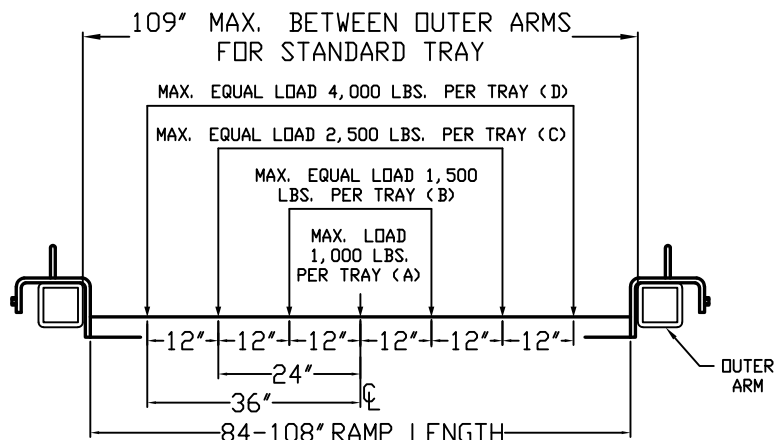 109" MAX. BETWEEN OUTER ARMS
FOR STANDARD TRAY
MAX. EQUAL LOAD 4,000 LBS. PER TRAY (D)
MAX. EQUAL LOAD 2,500 LBS. PER TRAY (C)
MAX. EQUAL LOAD 1,500
LBS. PER TRAY (B)
MAX. LOAD
1,000 LBS.
PER TRAY (A)
12" 12" 12" 12" 12" 12"
24"
36" ℄
84-108" RAMP LENGTH
OUTER
ARM